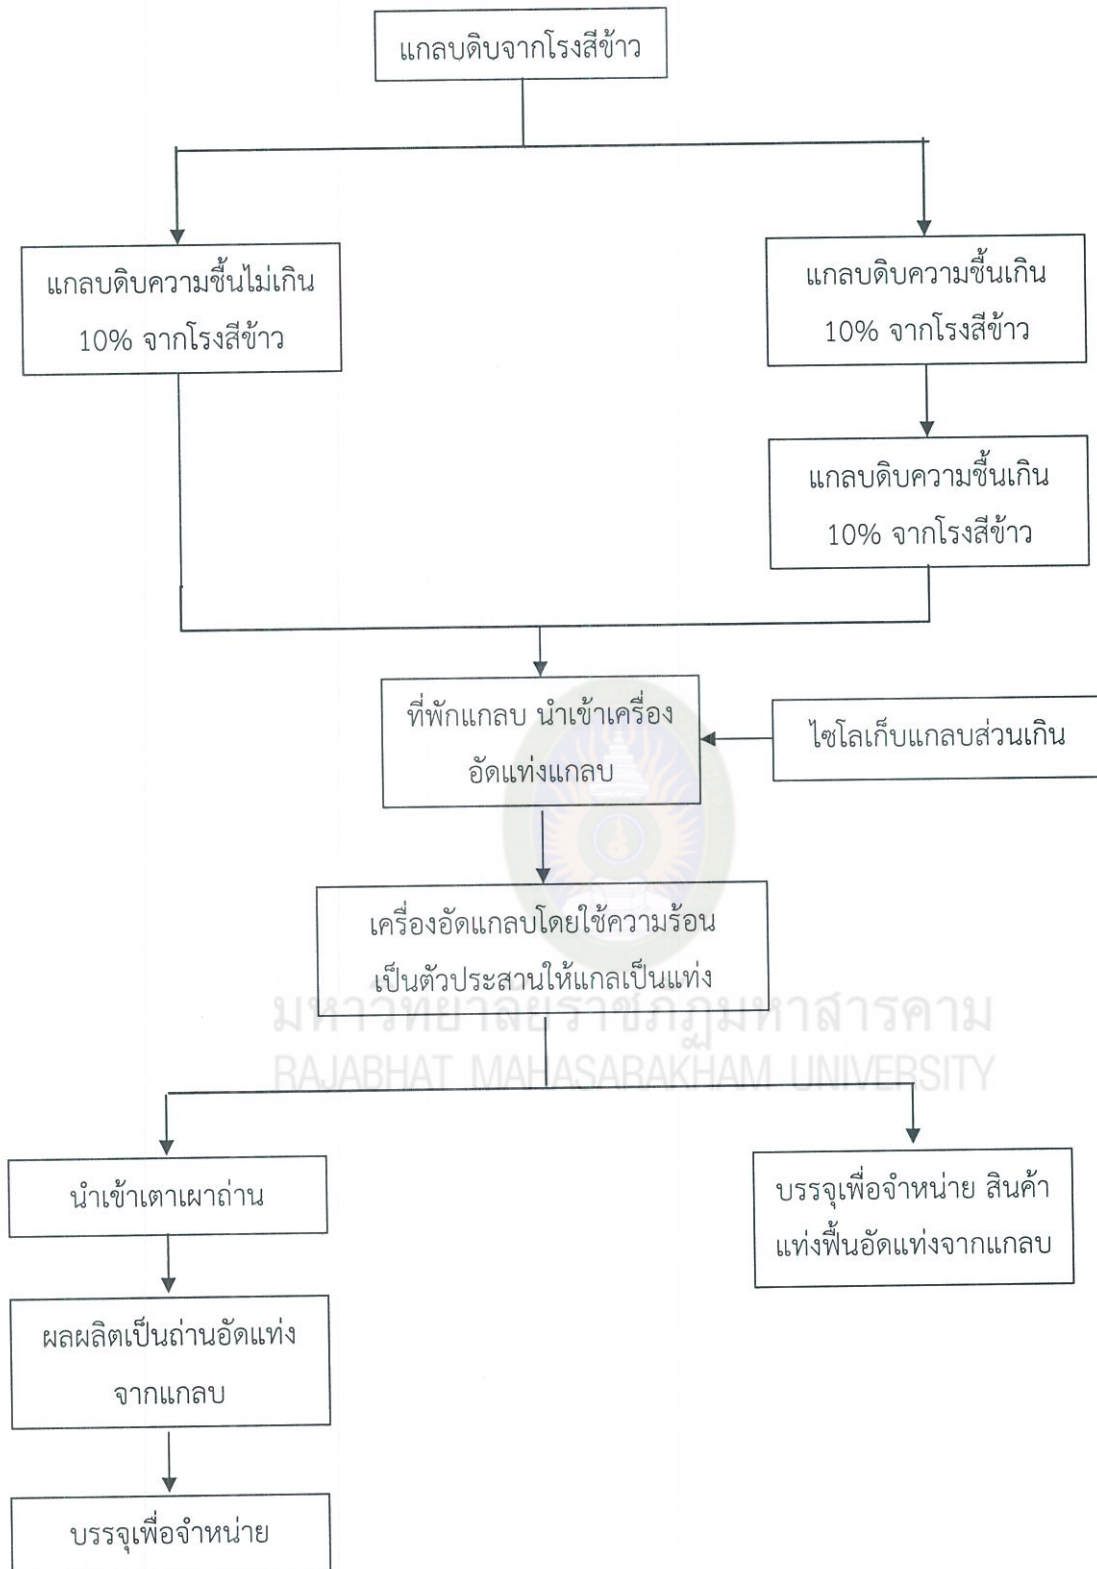 แกลบดิบจากโรงสีข้าว
แกลบดิบความชื้นไม่เกิน
10% จากโรงสีข้าว
แกลบดิบความชื้นเกิน
10% จากโรงสีข้าว
แกลบดิบความชื้นเกิน
10% จากโรงสีข้าว
ที่พักแกลบ นำเข้าเครื่อง
อัดแท่งแกลบ
ไซโลเก็บแกลบส่วนเกิน
เครื่องอัดแกลบโดยใช้ความร้อน
เป็นตัวประสานให้แกลเป็นแท่ง
มหาวิทยาลัยราชภัฏมหาสารคาม
RAJABHAT MAHASARAKHAM UNIVERSITY
นำเข้าเตาเผาถ่าน
บรรจุเพื่อจำหน่าย สินค้า
แท่งฟื้นอัดแท่งจากแกลบ
ผลผลิตเป็นถ่านอัดแท่ง
จากแกลบ
บรรจุเพื่อจำหน่าย